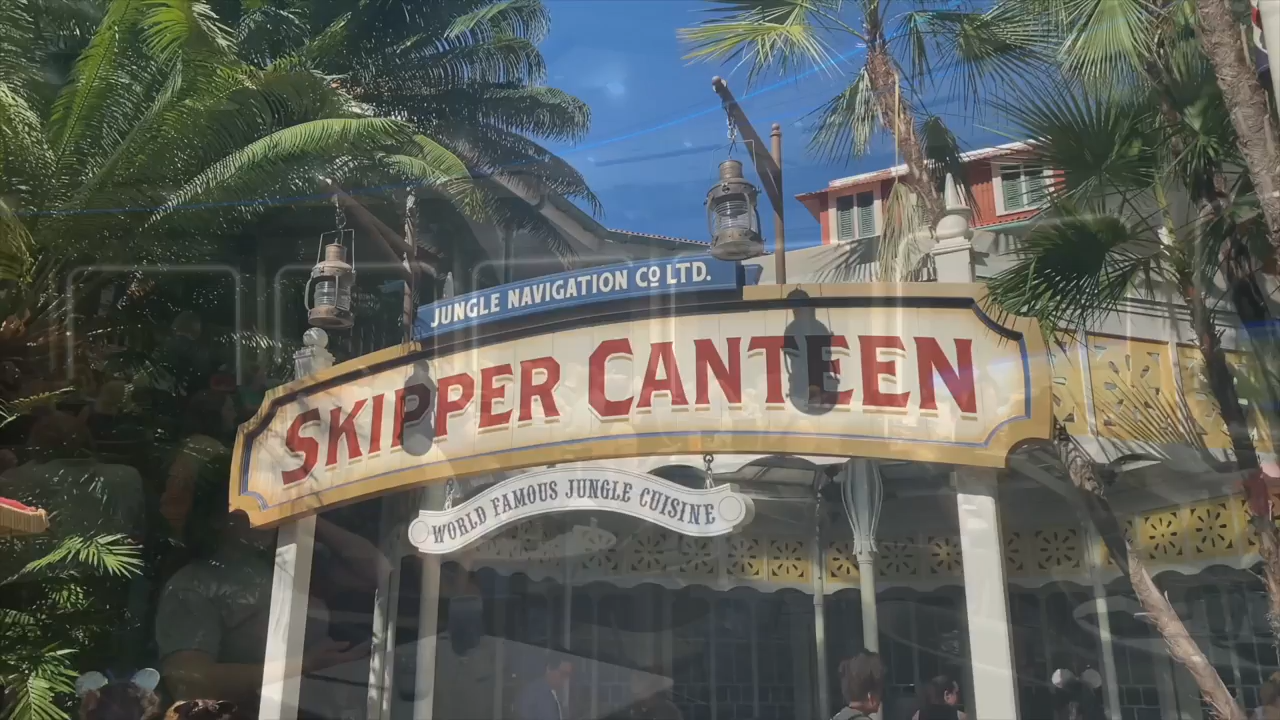 JUNGLE NAVIGATION CO LTD.
SKIPPER CANTEEN
WORLD FAMOUS JUNGLE CUISINE